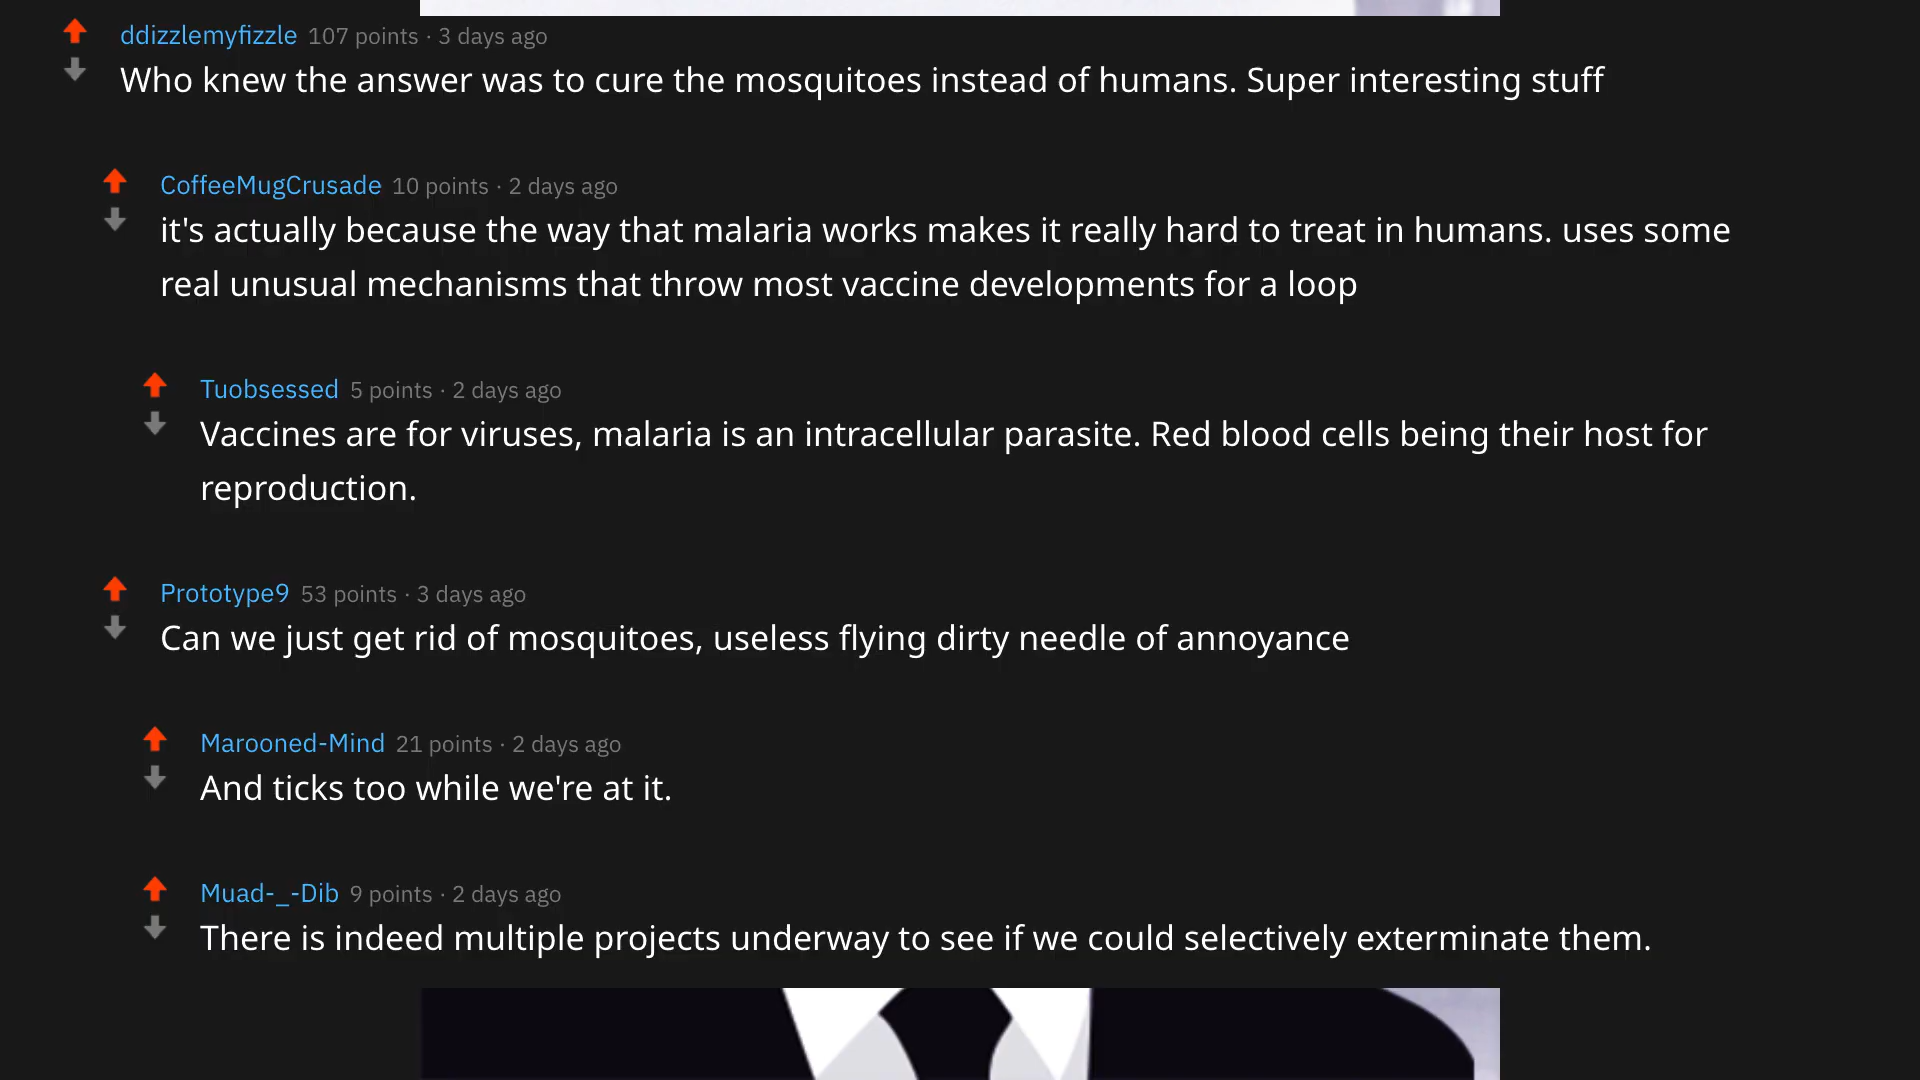 ddizzlemyfizzle 107 points · 3 days ago
Who knew the answer was to cure the mosquitoes instead of humans. Super interesting stuff
CoffeeMugCrusade 10 points · 2 days ago
it's actually because the way that malaria works makes it really hard to treat in humans. uses some
real unusual mechanisms that throw most vaccine developments for a loop
Tuobsessed 5 points · 2 days ago
Vaccines are for viruses, malaria is an intracellular parasite. Red blood cells being their host for
reproduction.
Prototype9 53 points · 3 days ago
Can we just get rid of mosquitoes, useless flying dirty needle of annoyance
Marooned-Mind 21 points · 2 days ago
And ticks too while we're at it.
Muad-_-Dib 9 points · 2 days ago
There is indeed multiple projects underway to see if we could selectively exterminate them.